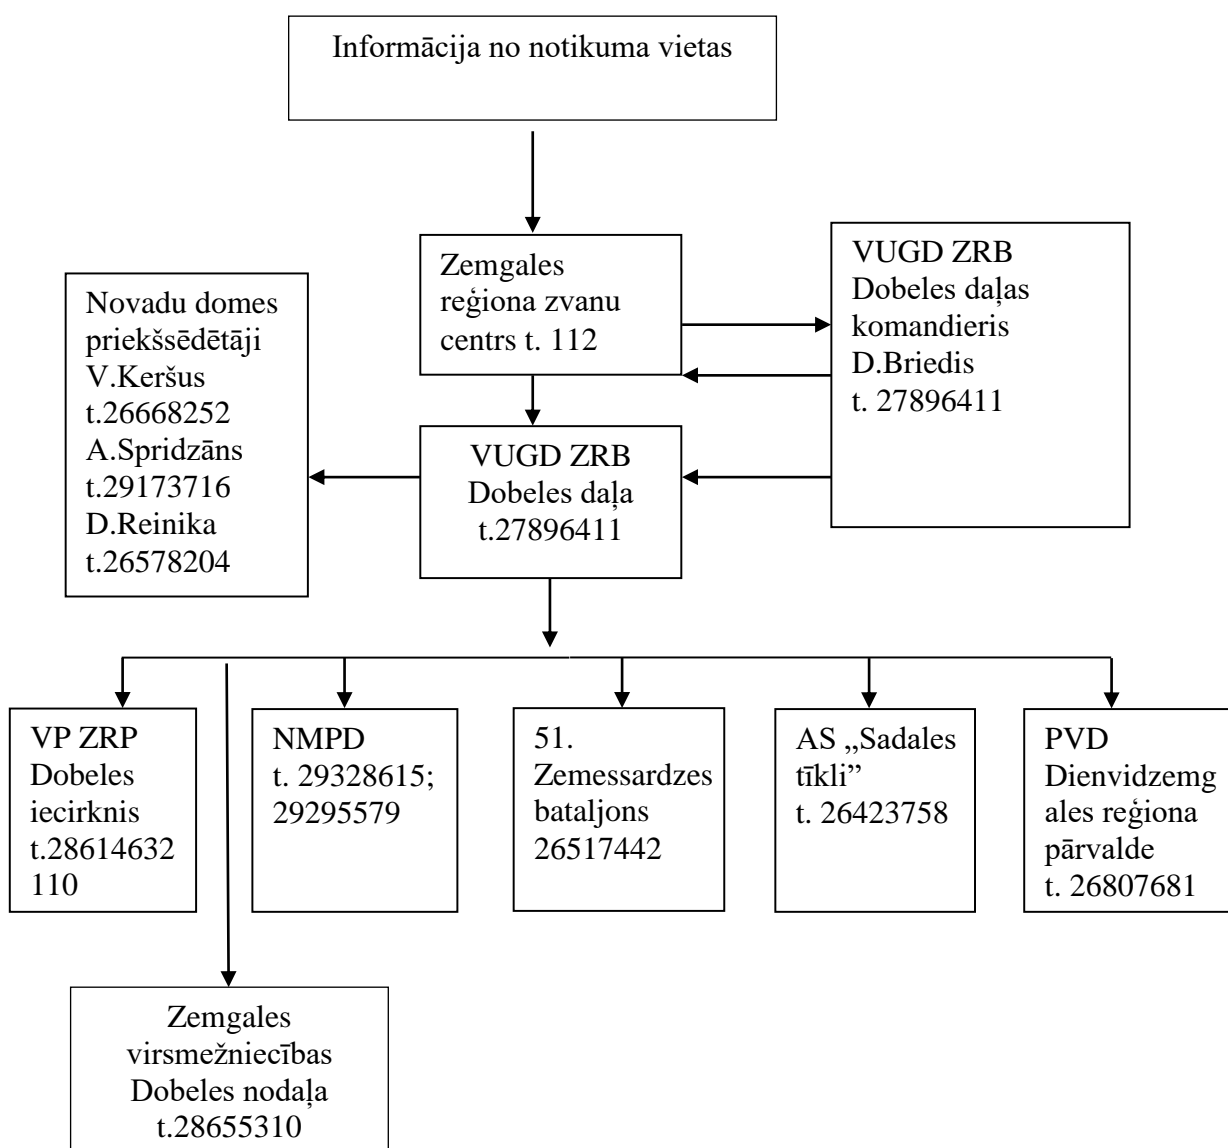 Informācija no notikuma vietas
Zemgales
reģiona zvanu
centrs t. 112
VUGD ZRB
Dobeles daļas
komandieris
D.Briedis
t. 27896411
Novadu domes
priekšsēdētāji
V.Keršus
t.26668252
A.Spridzāns
t.29173716
D.Reinika
t.26578204
VUGD ZRB
Dobeles daļa
t.27896411
VP ZRP
Dobeles
iecirknis
t.28614632
110
NMPD
t. 29328615;
29295579
51.
Zemessardzes
bataljons
26517442
AS „Sadales
tīkli”
t. 26423758
PVD
Dienvidzemg
ales reģiona
pārvalde
t. 26807681
Zemgales
virsmežniecības
Dobeles nodaļa
t.28655310